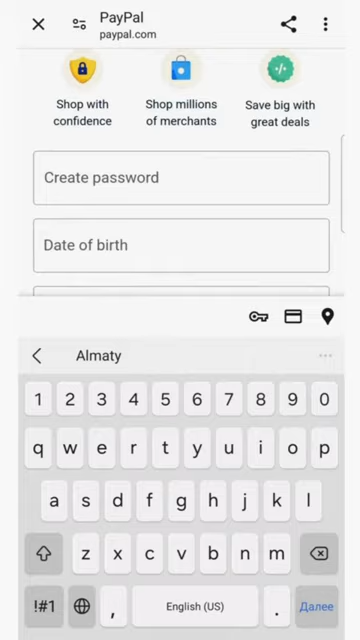 PayPal
paypal.com
Shop with
confidence
Shop millions
of merchants
Save big with
great deals
Create password
Date of birth
Almaty
1 2 3 4 5 6 7 8 9 0
q w e r t y u i o p
a s d f g h j k l
z x c v b n m
!#1 , English (US) . Далее